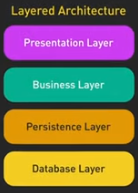 Layered Architecture
Presentation Layer
Business Layer
Persistence Layer
Database Layer